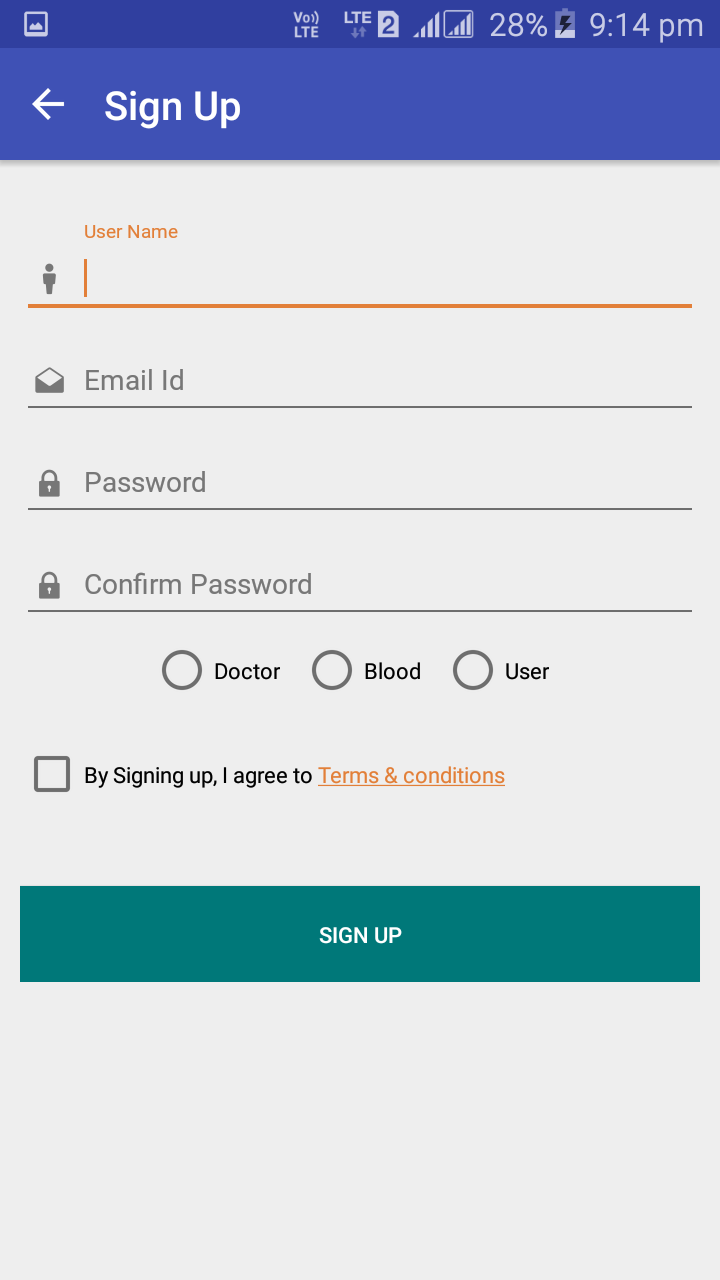 Vo)) LTE LTE 2 28% 9:14 pm
Sign Up
User Name
Email Id
Password
Confirm Password
Doctor Blood User
By Signing up, I agree to Terms & conditions
SIGN UP